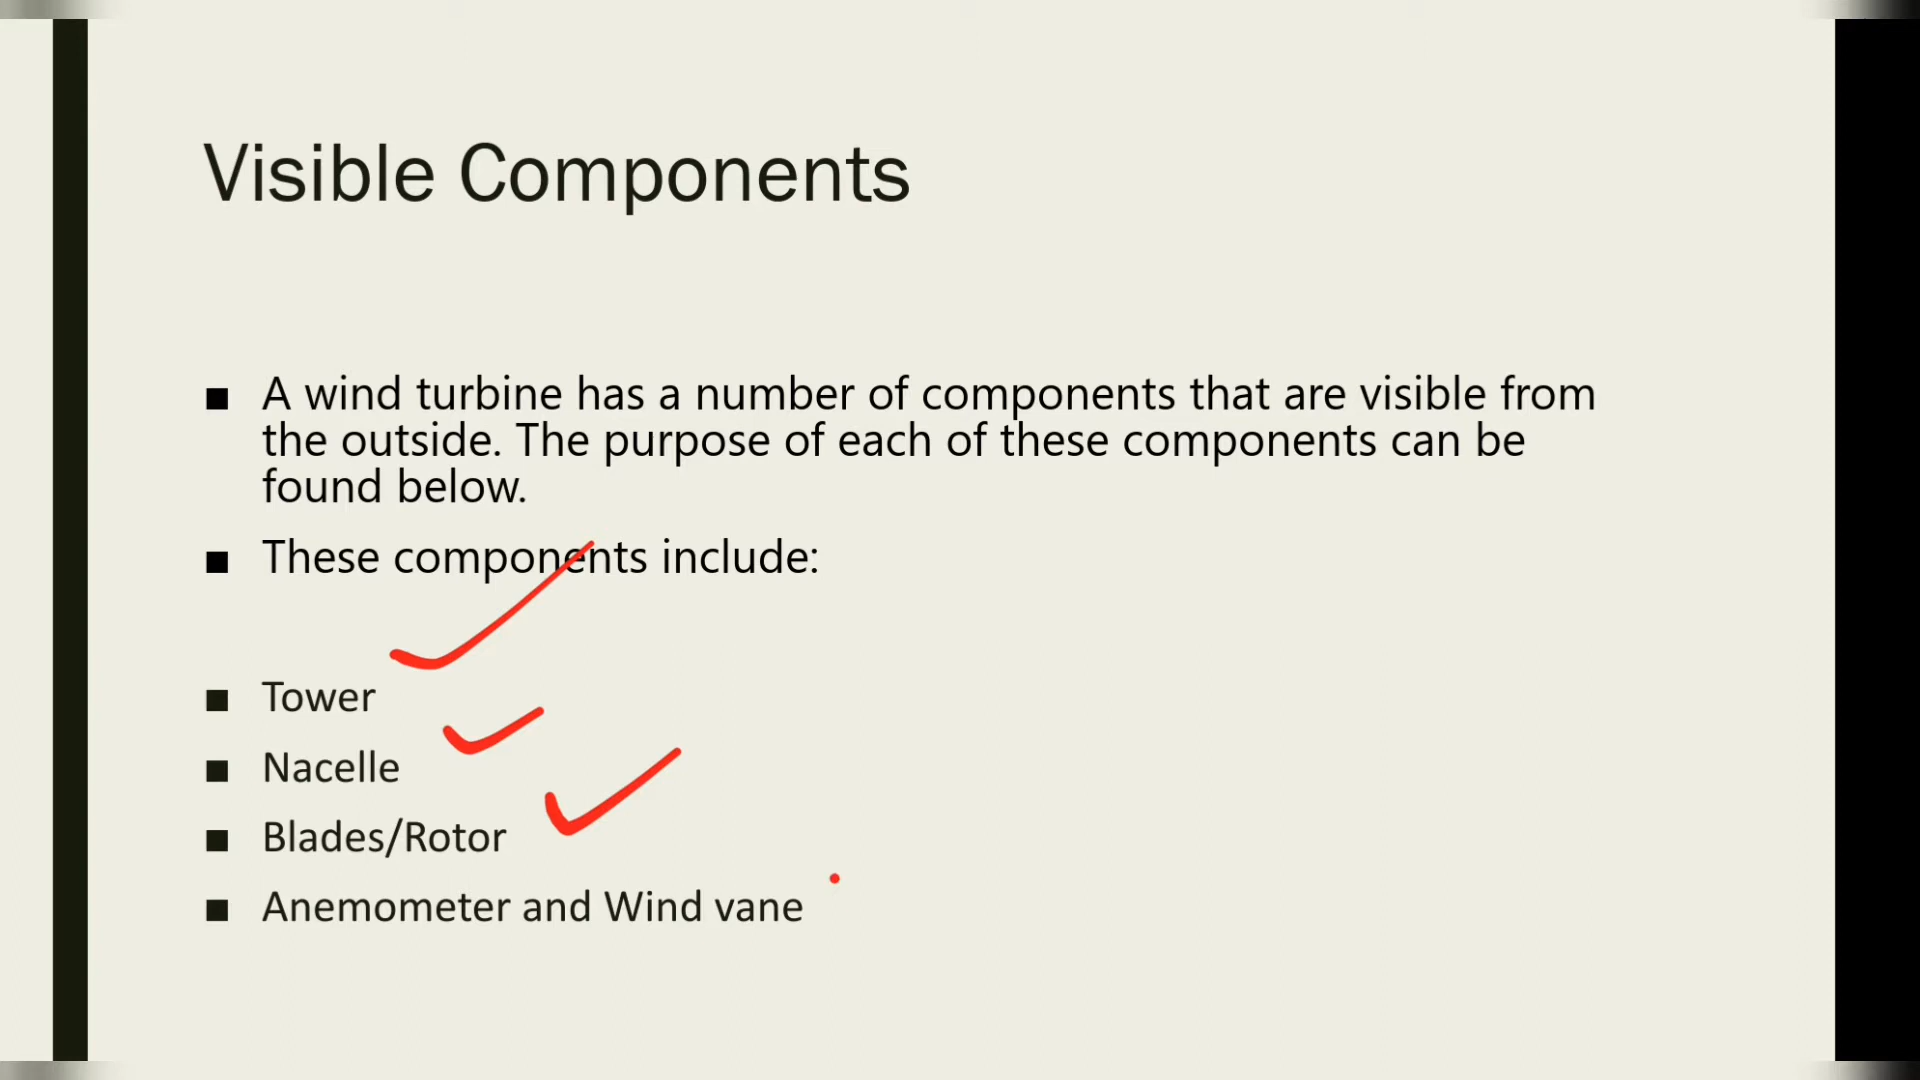 Visible Components
■ A wind turbine has a number of components that are visible from
the outside. The purpose of each of these components can be
found below.
■ These components include:
■ Tower
■ Nacelle
■ Blades/Rotor
■ Anemometer and Wind vane